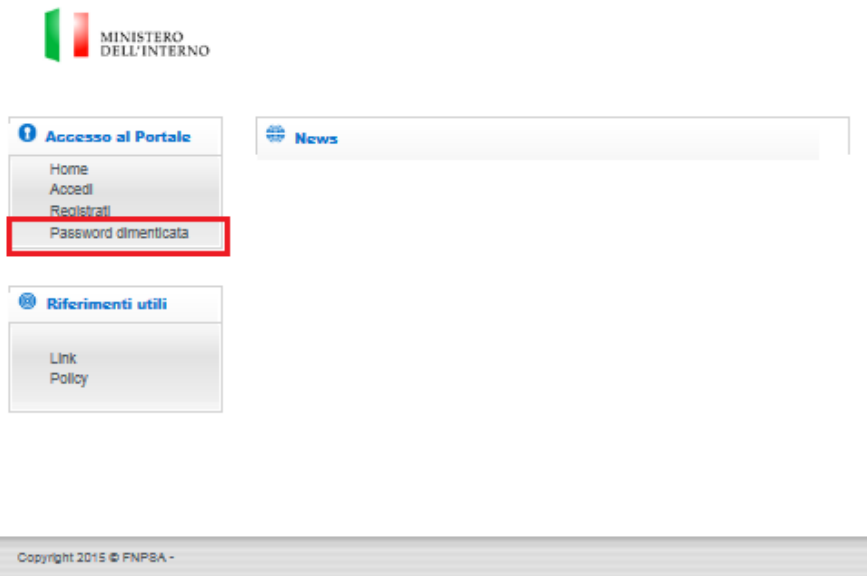 MINISTERO
DELL'INTERNO
Accesso al Portale
Home
Accedi
Registrati
Password dimenticata
News
Riferimenti utili
Link
Policy
Copyright 2015 © FNPSA -